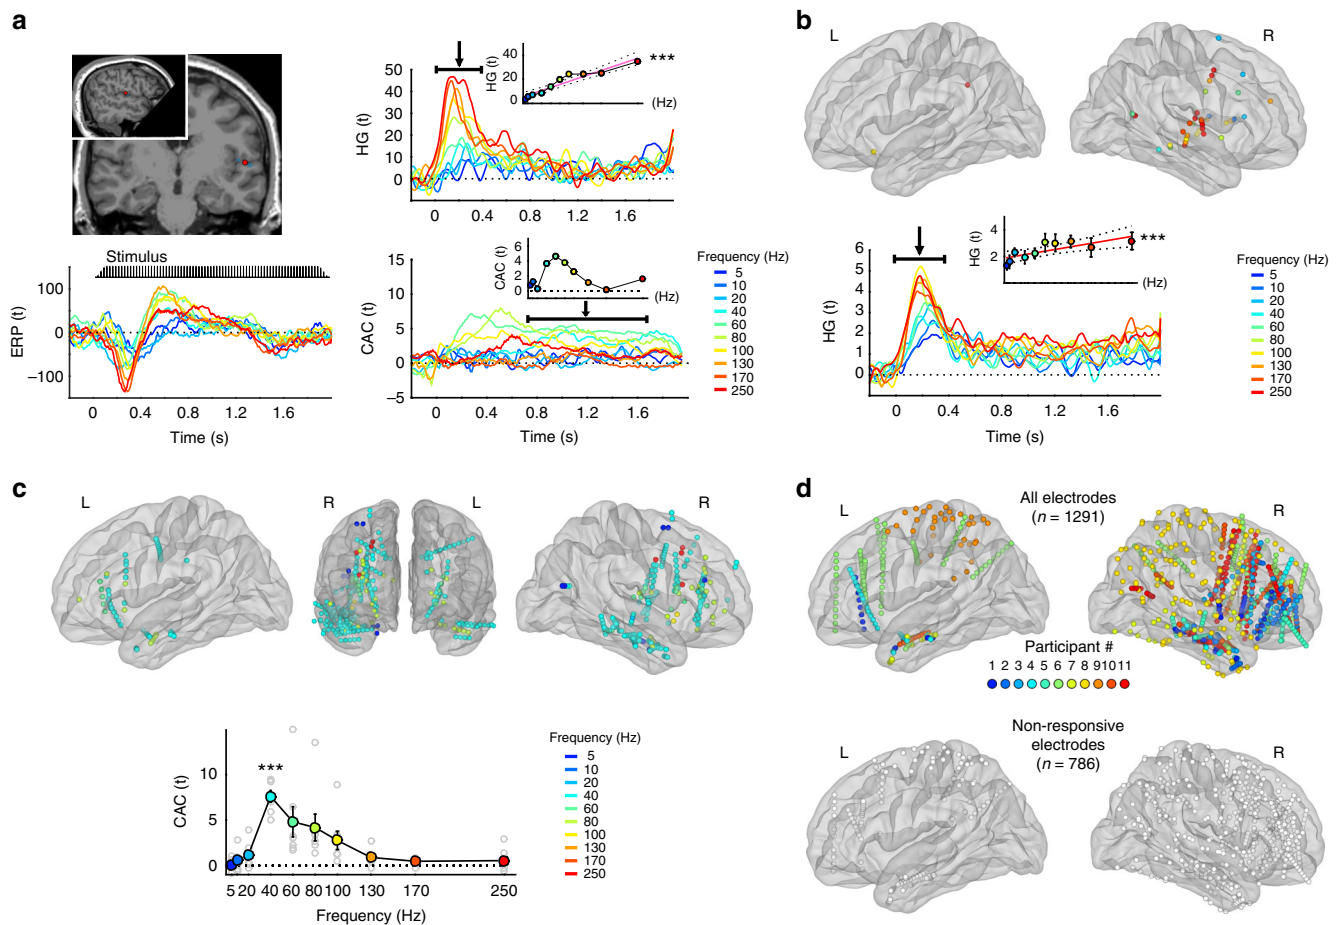 a
HG (t)
50
40
30
20
10
0
0
0.4
0.8
1.2
1.6
HG (t)
40
20
0
(Hz)
***
Stimulus
ERP (t)
100
0
−100
0
0.4
0.8
1.2
1.6
Time (s)
CAC (t)
15
10
5
0
−5
0
0.4
0.8
1.2
1.6
Time (s)
CAC (t)
6
4
2
0
(Hz)
Frequency (Hz)
5
10
20
40
60
80
100
130
170
250
b
L
R
HG (t)
6
5
4
3
2
1
0
0
0.4
0.8
1.2
1.6
Time (s)
HG (t)
4
2
***
Frequency (Hz)
5
10
20
40
60
80
100
130
170
250
c
L
R
L
R
CAC (t)
10
5
0
***
5 20 40 60 80 100 130 170 250
Frequency (Hz)
Frequency (Hz)
5
10
20
40
60
80
100
130
170
250
d
L
All electrodes
(n = 1291)
R
Participant #
1 2 3 4 5 6 7 8 9 10 11
L
Non-responsive
electrodes
(n = 786)
R